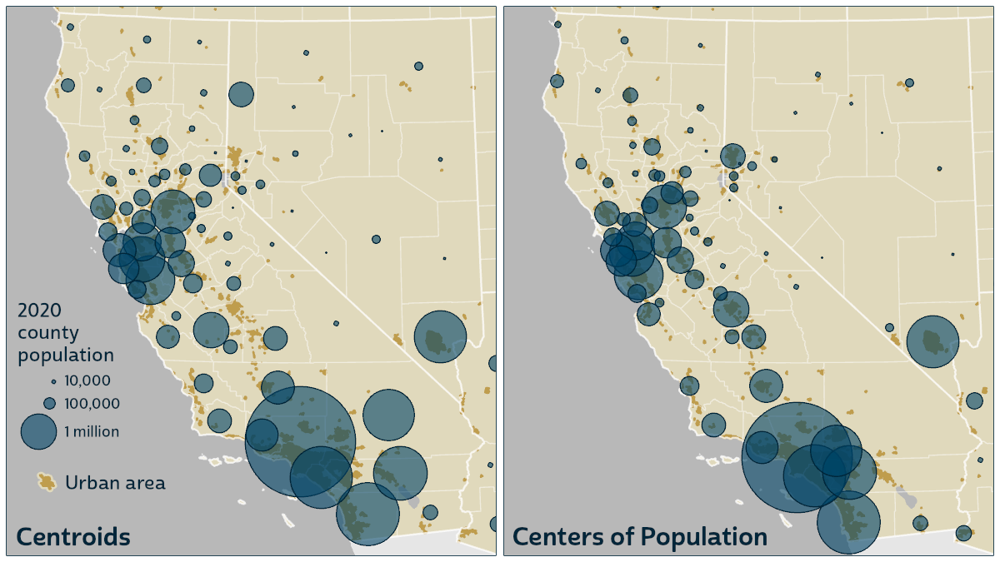 2020
county
population
10,000
100,000
1 million
Urban area
Centroids
Centers of Population